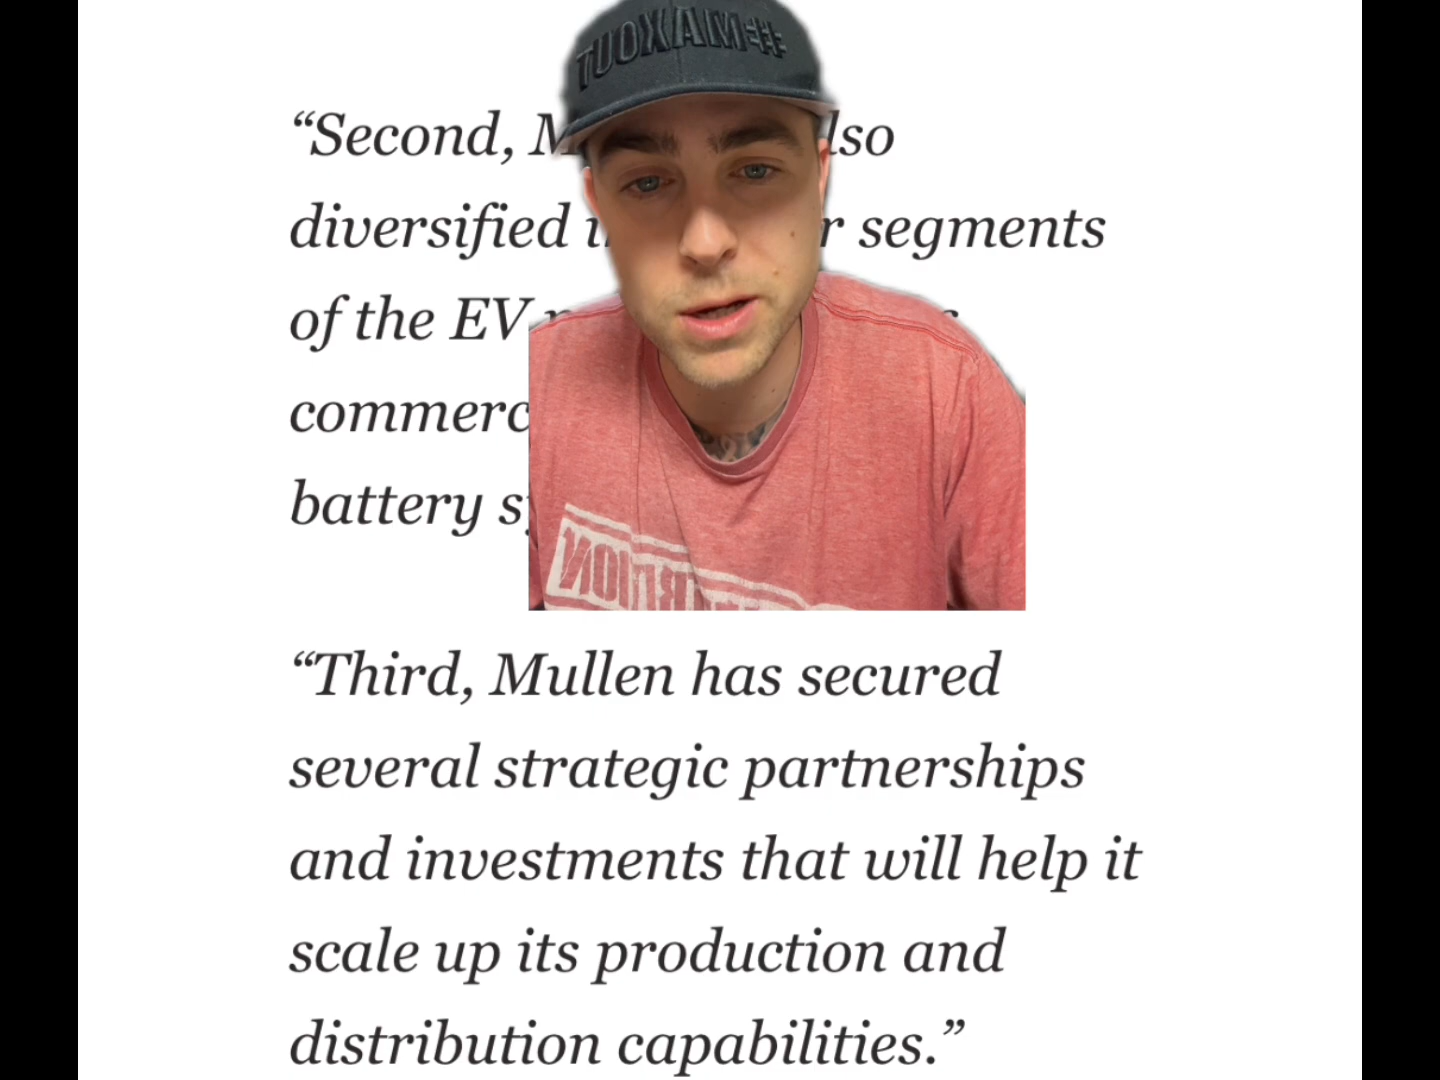 #MAXOUT
“Second, lso
diversified r segments
of the EV
commerc
battery
“Third, Mullen has secured
several strategic partnerships
and investments that will help it
scale up its production and
distribution capabilities.”